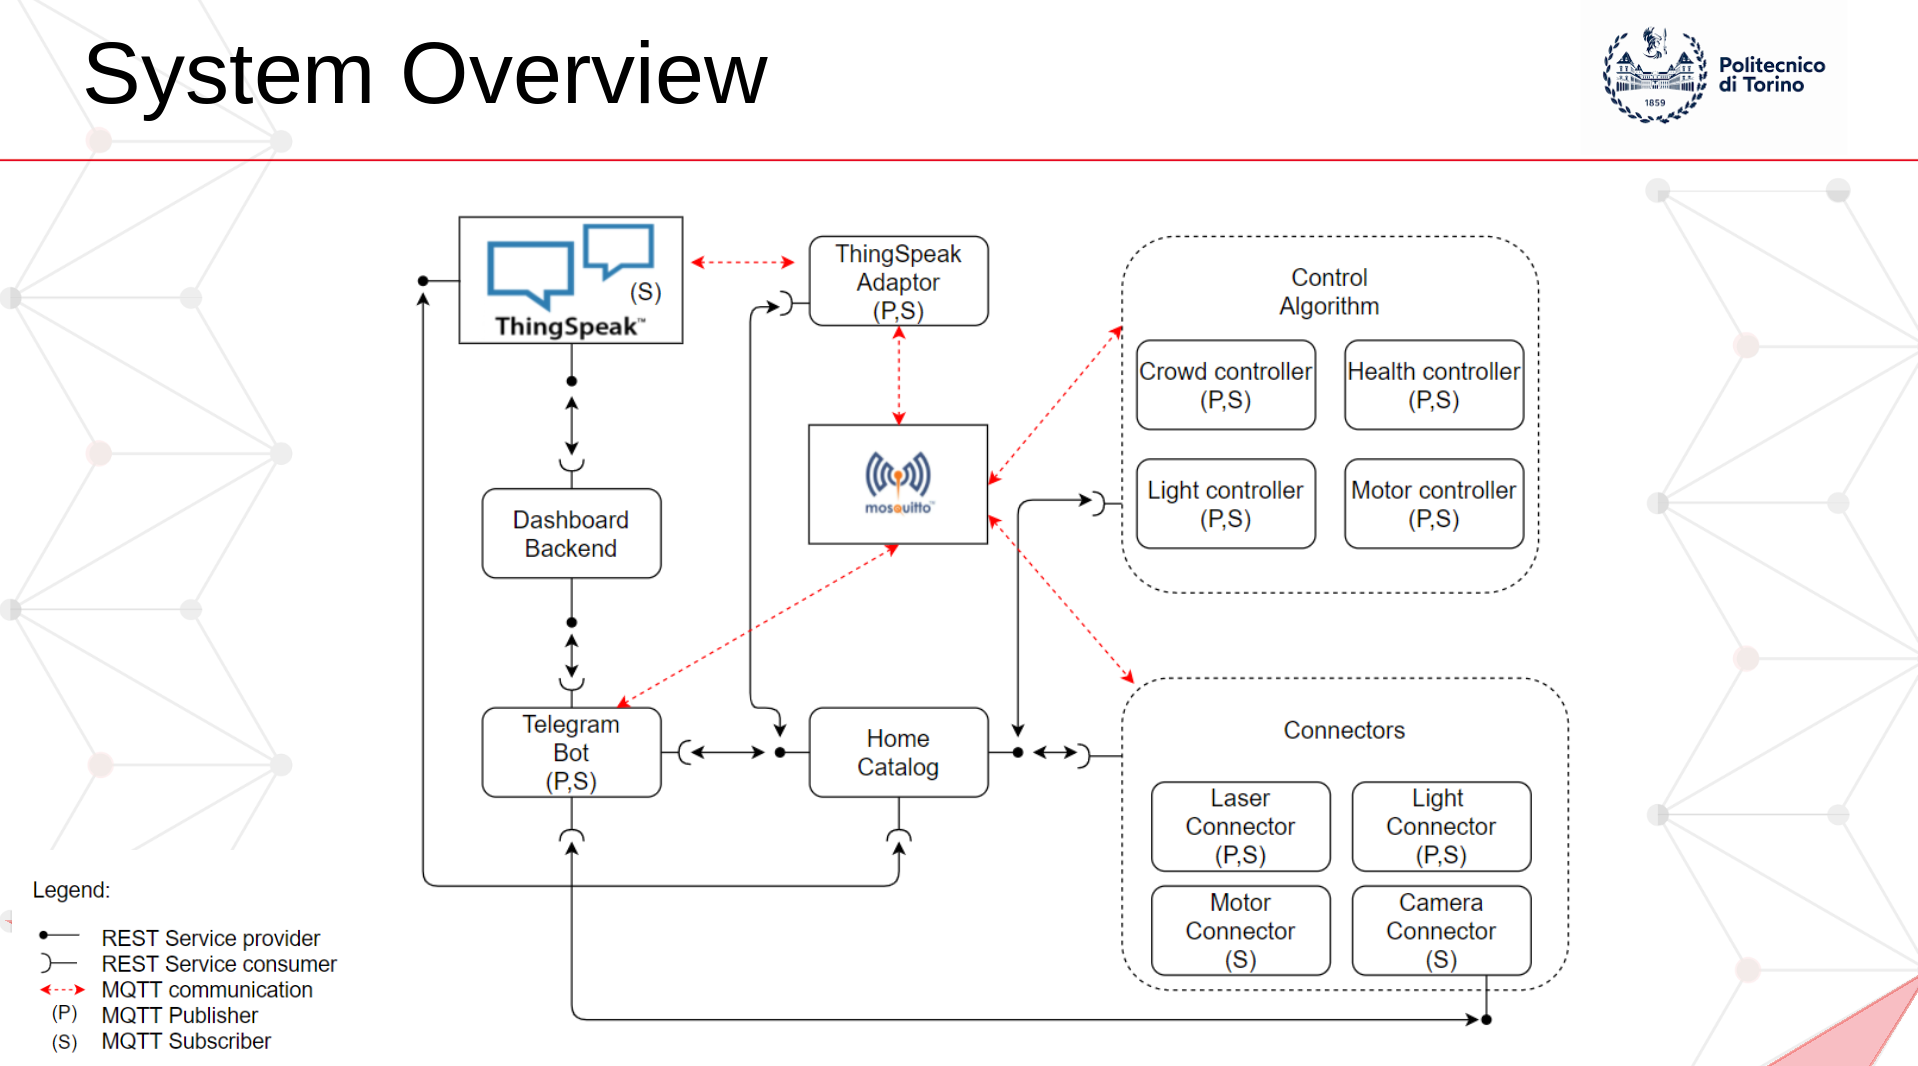 System Overview
Politecnico
di Torino
1859
(S)
ThingSpeak™
ThingSpeak
Adaptor
(P,S)
Control
Algorithm
Crowd controller
(P,S)
Health controller
(P,S)
Light controller
(P,S)
Motor controller
(P,S)
mosquitto™
Dashboard
Backend
Telegram
Bot
(P,S)
Home
Catalog
Connectors
Laser
Connector
(P,S)
Light
Connector
(P,S)
Motor
Connector
(S)
Camera
Connector
(S)
Legend:
REST Service provider
REST Service consumer
MQTT communication
(P) MQTT Publisher
(S) MQTT Subscriber